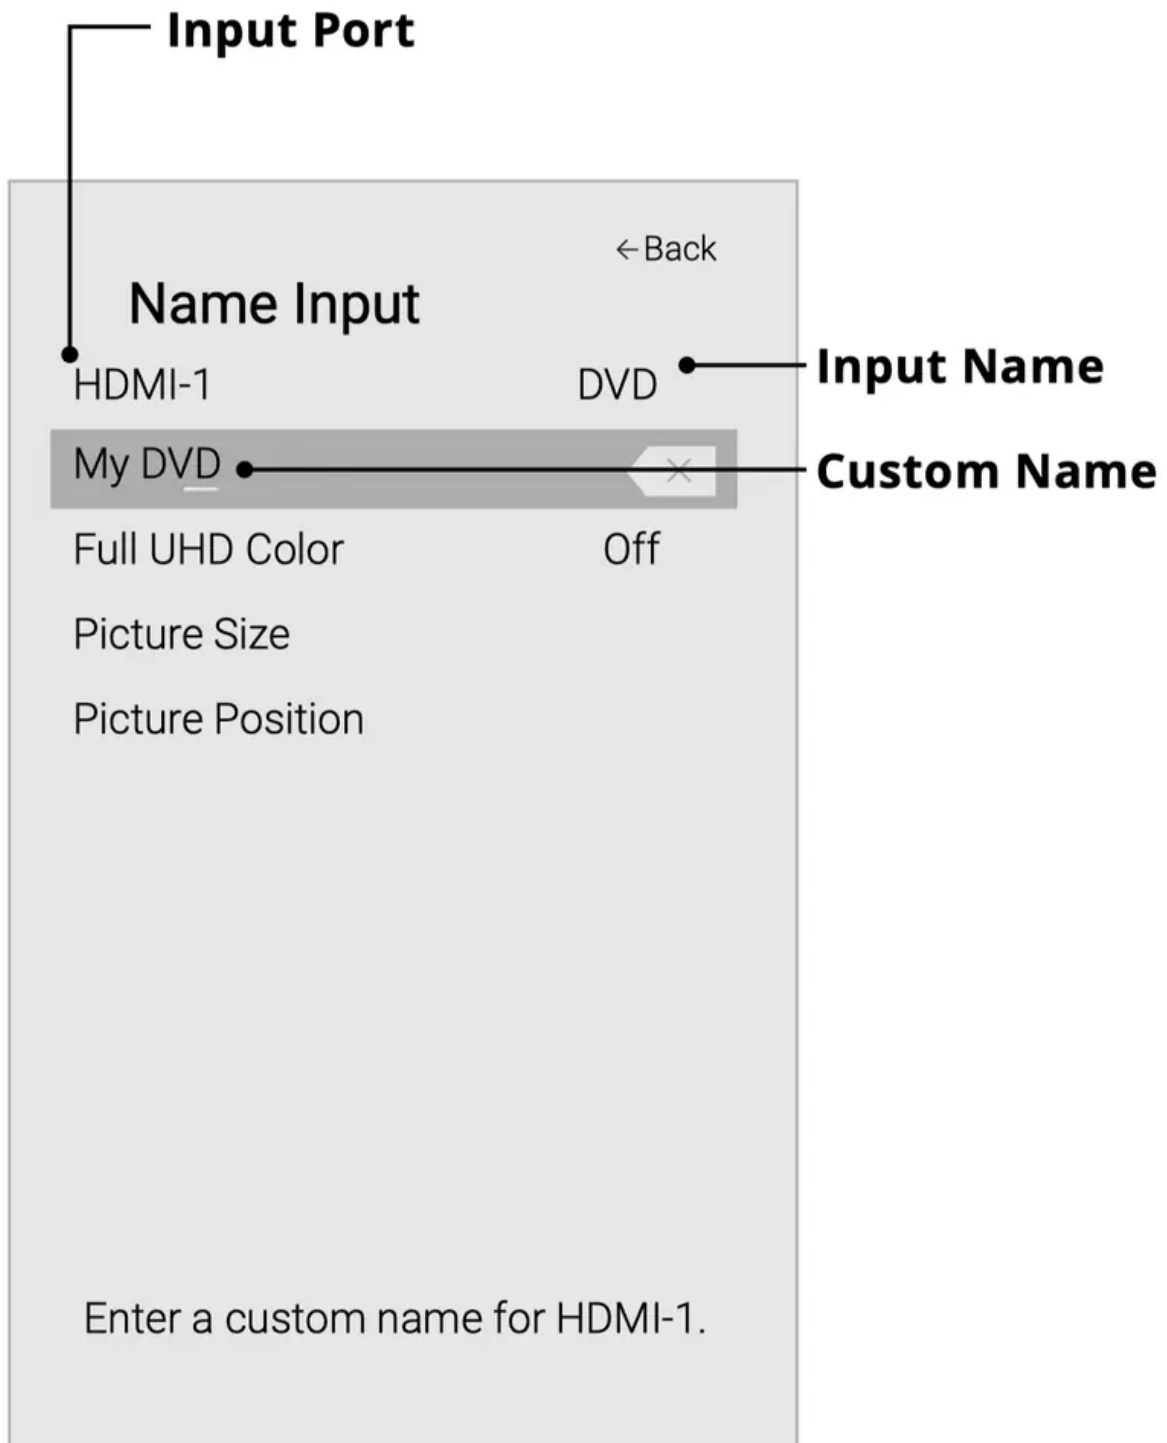 Input Port
←Back
Name Input
HDMI-1 DVD
Input Name
My DVD
Custom Name
Full UHD Color Off
Picture Size
Picture Position
Enter a custom name for HDMI-1.